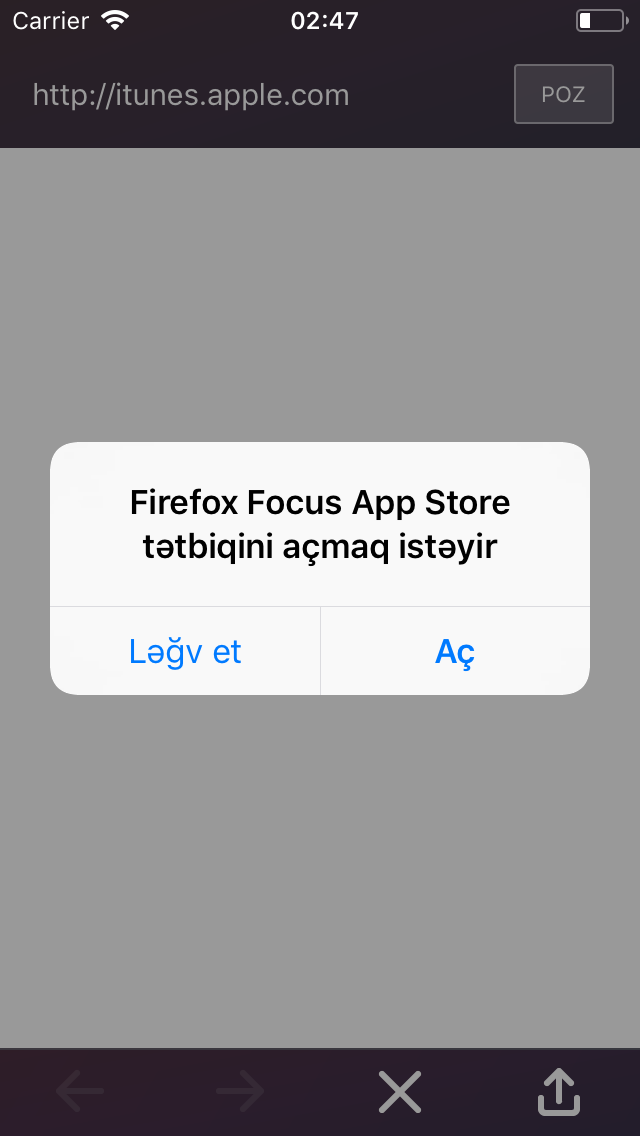 Carrier 02:47
http://itunes.apple.com POZ
Firefox Focus App Store
tətbiqini açmaq istəyir
Ləğv et Aç